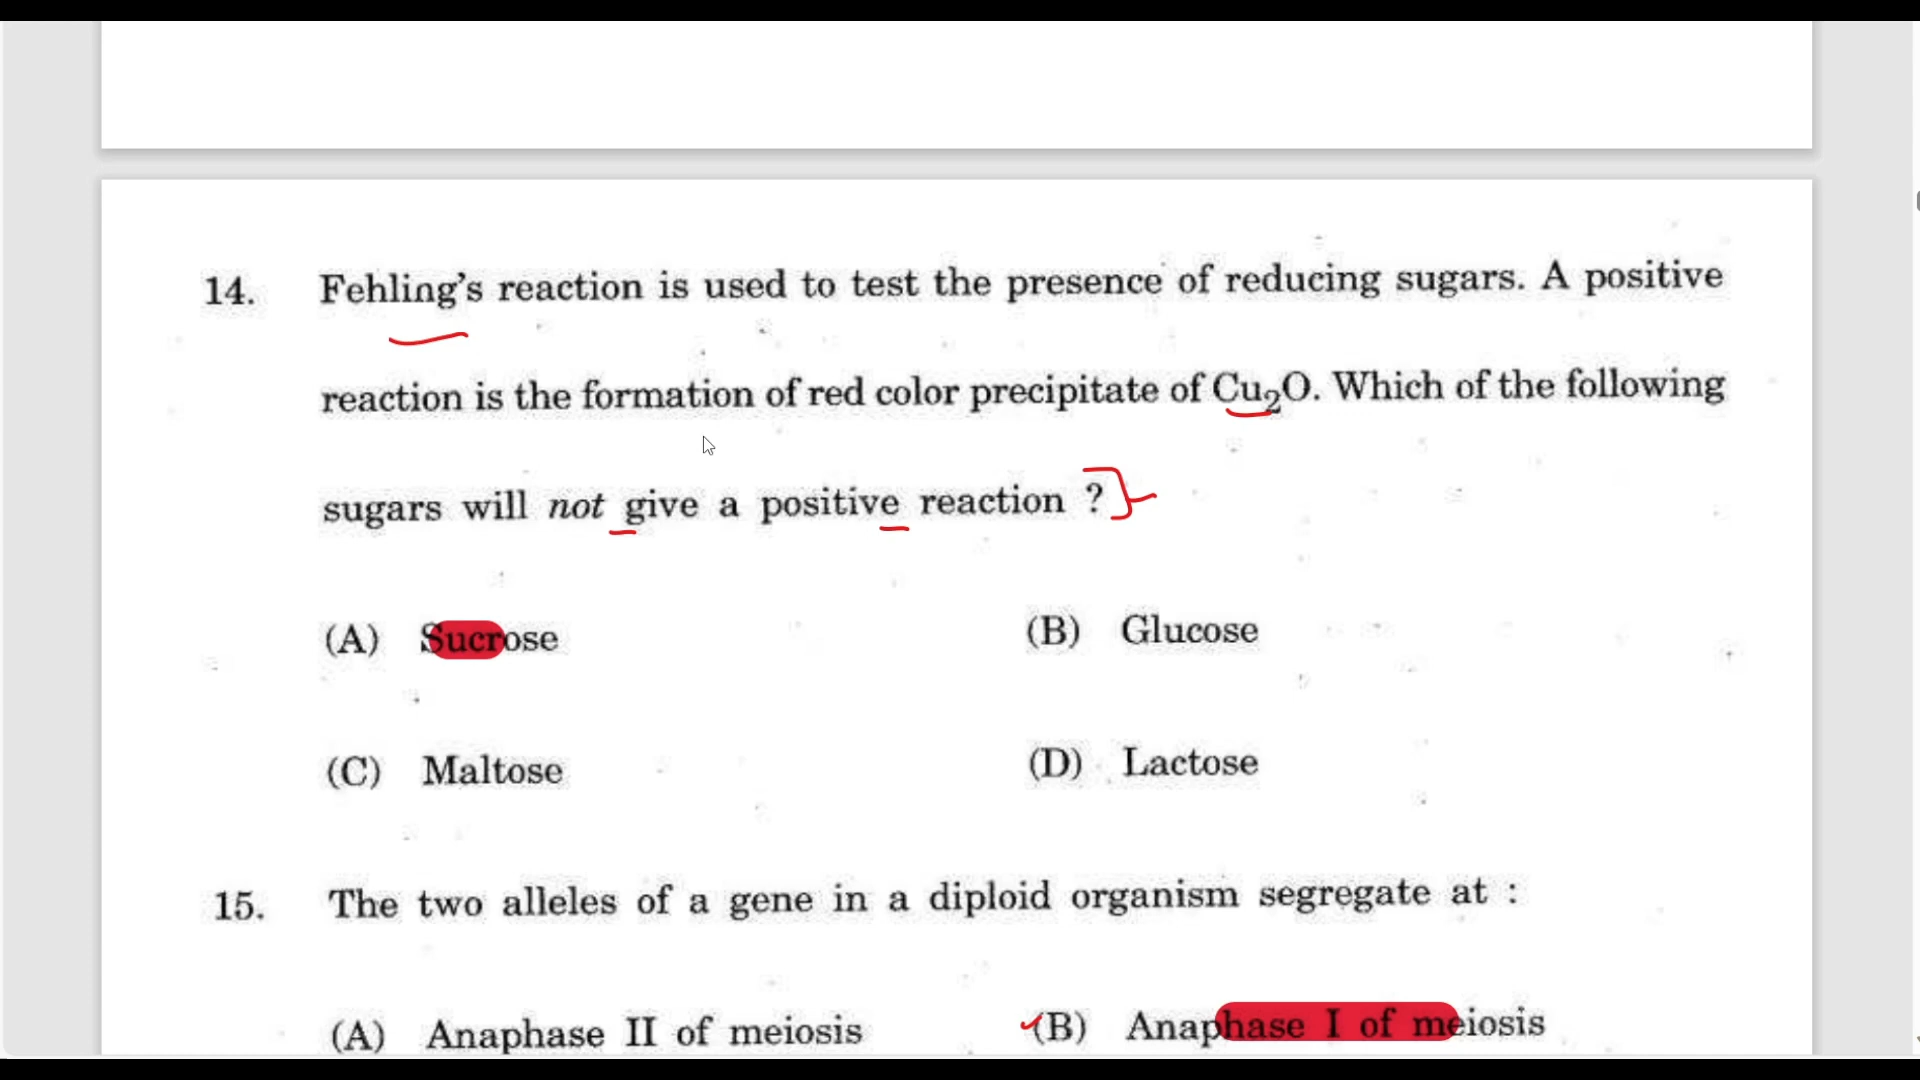 14. Fehling's reaction is used to test the presence of reducing sugars. A positive
reaction is the formation of red color precipitate of Cu₂O. Which of the following
sugars will not give a positive reaction ?
(A) Sucrose (B) Glucose
(C) Maltose (D) Lactose
15. The two alleles of a gene in a diploid organism segregate at :
(A) Anaphase II of meiosis (B) Anaphase I of meiosis